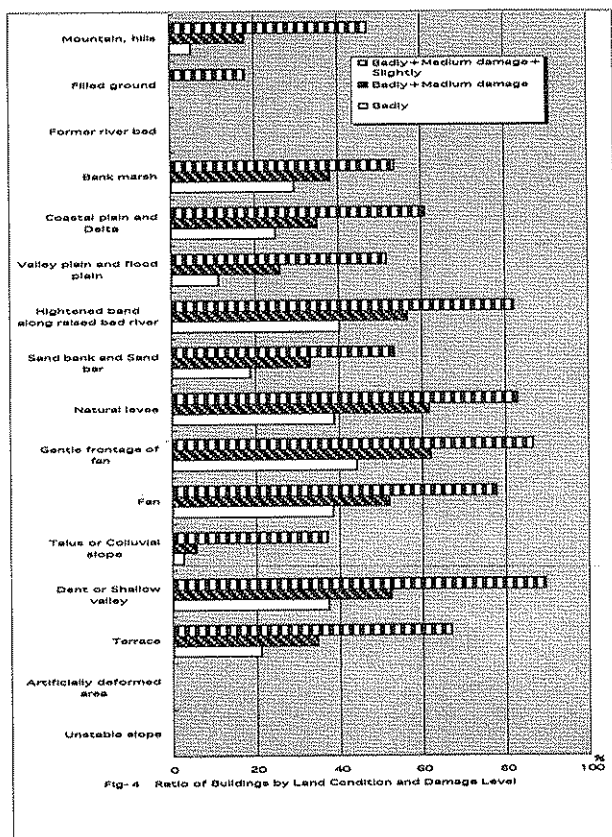 Mountain, hills
Filled ground
Former river bed
Bank marsh
Coastal plain and
Delta
Valley plain and flood
plain
Hightened band
along raised bed river
Sand bank and Sand
bar
Natural levee
Gentle frontage of
fan
Fan
Talus or Colluvial
slope
Dent or Shallow
valley
Terrace
Artificially deformed
area
Unstable slope
Badly+Medium damage+
Slightly
Badly+Medium damage
Badly
0 20 40 60 80 100
%
Fig- 4 Ratio of Buildings by Land Condition and Damage Level